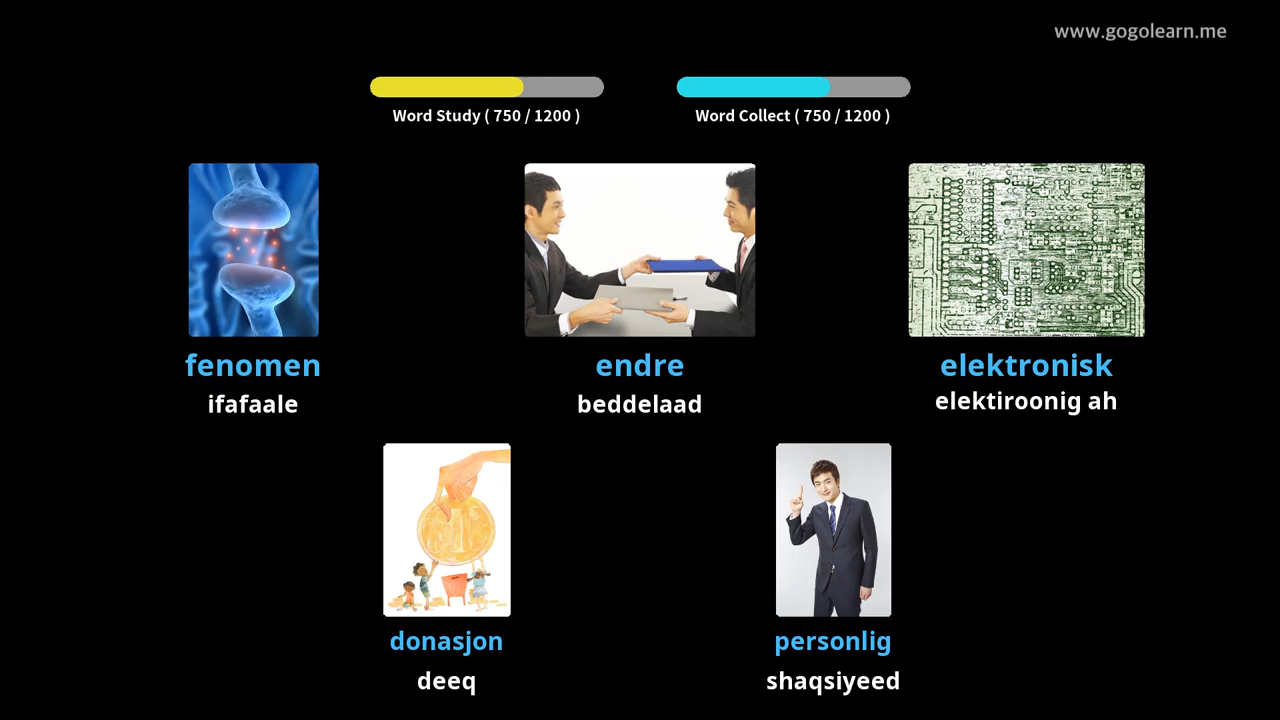 www.gogolearn.me
Word Study ( 750 / 1200 )
Word Collect ( 750 / 1200 )
fenomen
ifafaale
endre
beddelaad
elektronisk
elektiroonig ah
donasjon
deeq
personlig
shaqsiyeed